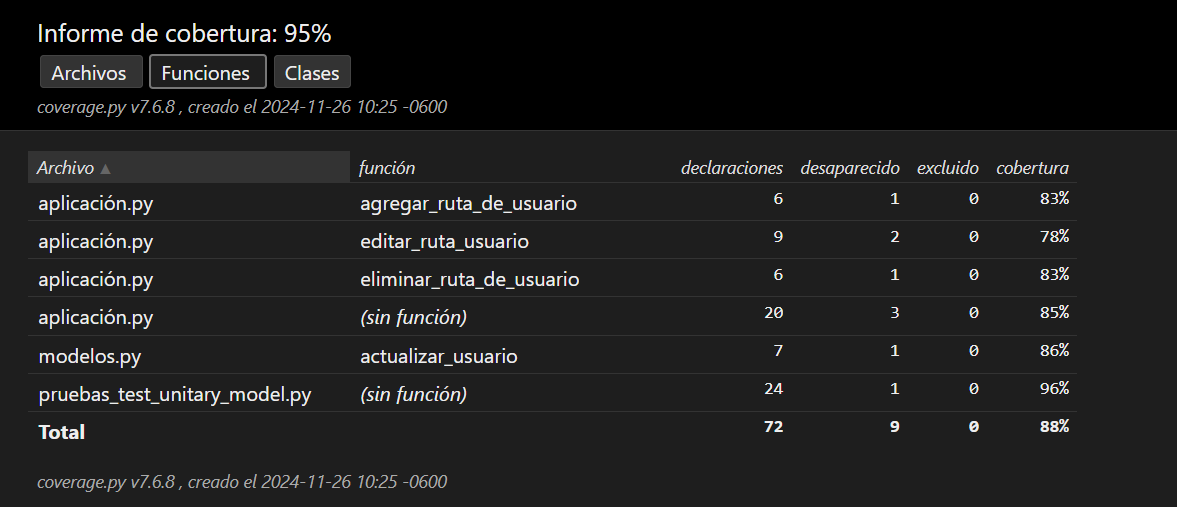 Informe de cobertura: 95%
Archivos Funciones Clases
coverage.py v7.6.8 , creado el 2024-11-26 10:25 -0600
Archivo ▲ función declaraciones desaparecido excluido cobertura
aplicación.py agregar_ruta_de_usuario 6 1 0 83%
aplicación.py editar_ruta_usuario 9 2 0 78%
aplicación.py eliminar_ruta_de_usuario 6 1 0 83%
aplicación.py (sin función) 20 3 0 85%
modelos.py actualizar_usuario 7 1 0 86%
pruebas_test_unitary_model.py (sin función) 24 1 0 96%
Total 72 9 0 88%
coverage.py v7.6.8 , creado el 2024-11-26 10:25 -0600